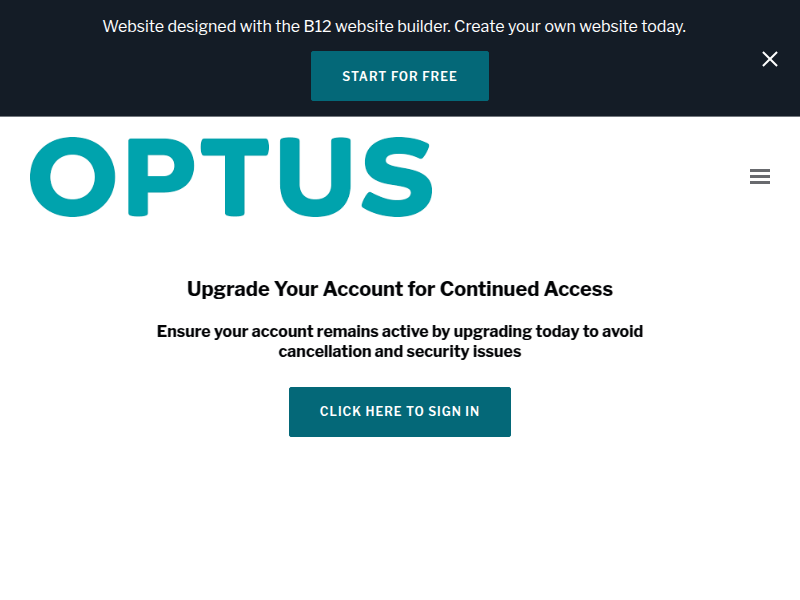 Website designed with the B12 website builder. Create your own website today.
START FOR FREE
OPTUS
Upgrade Your Account for Continued Access
Ensure your account remains active by upgrading today to avoid
cancellation and security issues
CLICK HERE TO SIGN IN